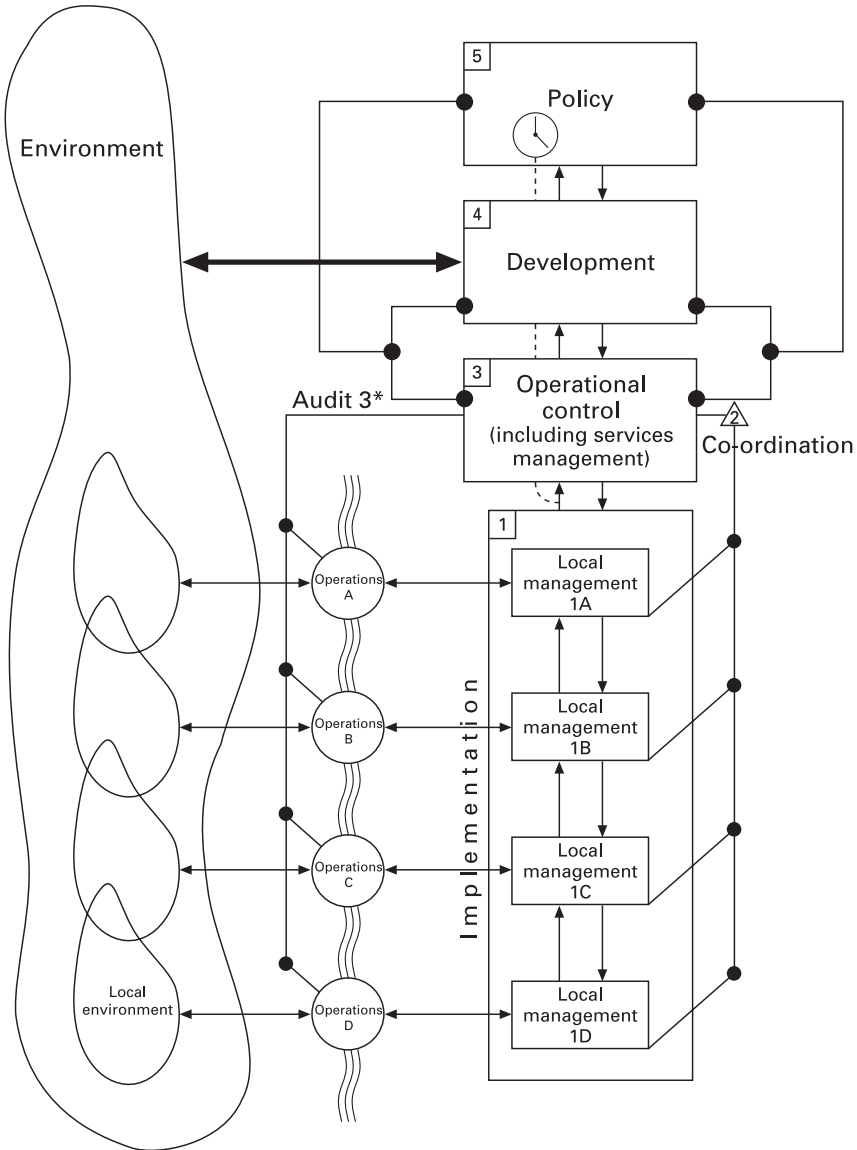 5
Policy
Environment
4
Development
3
Operational
control
(including services
management)
Audit 3*
2
Co-ordination
1
Implementation
Local
management
1A
Operations
A
Local
management
1B
Operations
B
Local
management
1C
Operations
C
Local
management
1D
Operations
D
Local
environment